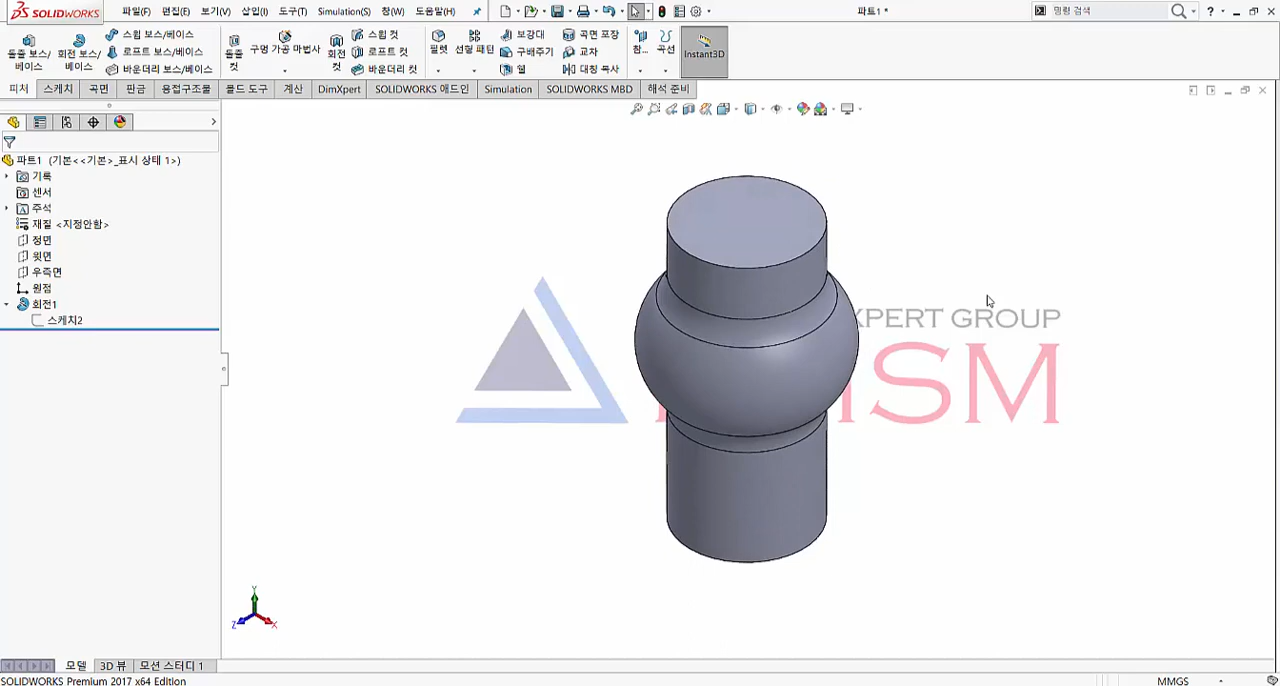 SOLIDWORKS 파일(F) 편집(E) 보기(V) 삽입(I) 도구(T) Simulation(S) 창(W) 도움말(H) 파트1 * 명령 검색 ?
돌출 보스/베이스
회전 보스/베이스
스윕 보스/베이스
로프트 보스/베이스
바운더리 보스/베이스
돌출 컷
구멍 가공 마법사
회전 컷
스윕 컷
로프트 컷
바운더리 컷
필렛
선형 패턴
보강대
구배주기
쉘
곡면 포장
교차
대칭 복사
참...
곡선
Instant3D
피처 스케치 곡면 판금 용접구조물 몰드 도구 계산 DimXpert SOLIDWORKS 애드인 Simulation SOLIDWORKS MBD 해석 준비
파트1 (기본<<기본>_표시 상태 1>)
기록
센서
주석
재질 <지정안함>
정면
윗면
우측면
원점
회전1
스케치2
XPERT GROUP
SM
Y
Z
X
모델 3D 뷰 모션 스터디 1
SOLIDWORKS Premium 2017 x64 Edition MMGS